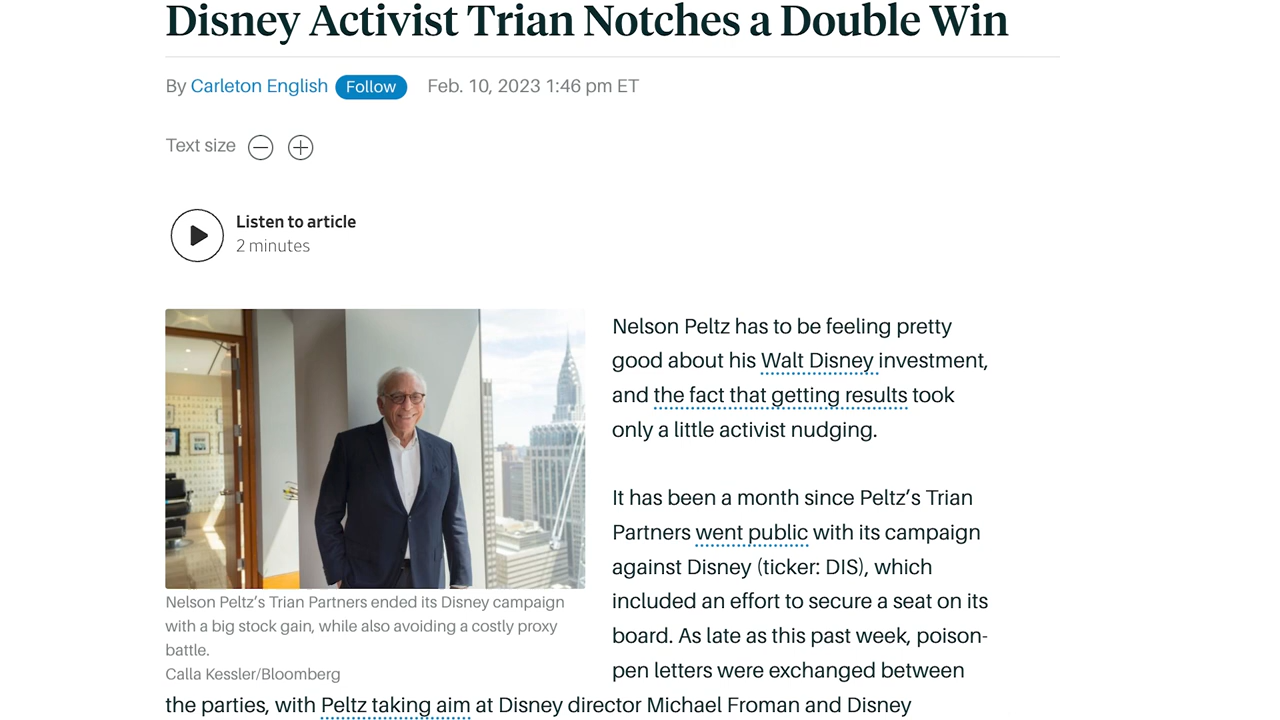 Disney Activist Trian Notches a Double Win
By Carleton English Follow Feb. 10, 2023 1:46 pm ET
Text size
Listen to article
2 minutes
Nelson Peltz’s Trian Partners ended its Disney campaign
with a big stock gain, while also avoiding a costly proxy
battle.
Calla Kessler/Bloomberg
Nelson Peltz has to be feeling pretty
good about his Walt Disney investment,
and the fact that getting results took
only a little activist nudging.
It has been a month since Peltz’s Trian
Partners went public with its campaign
against Disney (ticker: DIS), which
included an effort to secure a seat on its
board. As late as this past week, poison-
pen letters were exchanged between
the parties, with Peltz taking aim at Disney director Michael Froman and Disney